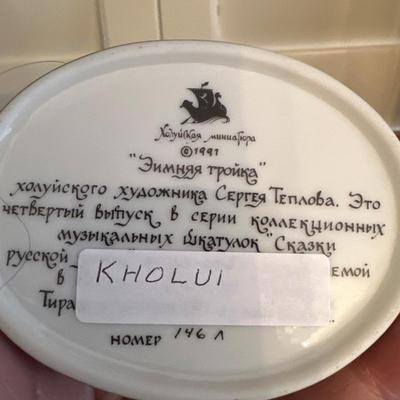 Холуйская миниатюра
©1991
"Зимняя тройка"
холуйского художника Сергея Теплова. Это
четвертый выпуск в серии коллекционных
музыкальных шкатулок "Сказки
русской
в
KHOLUI
номер 146 Л